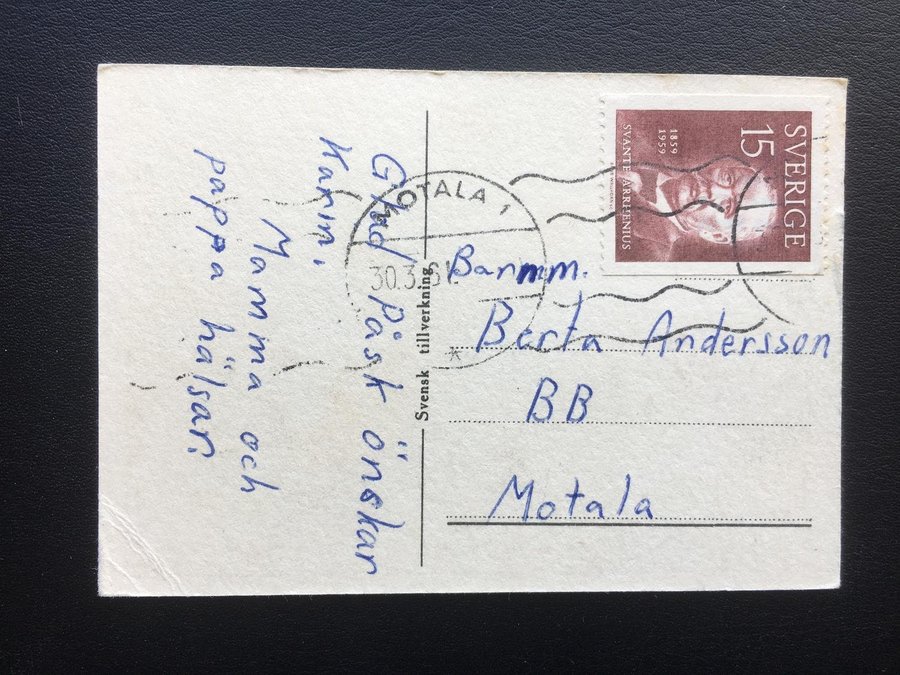 Glad Påsk önskar
Karin.
Mamma och
pappa hälsar.
Svensk tillverkning
MOTALA 1
30.3.61
SVERIGE
15
1859
1959
SVANTE ARRHENIUS
Barnm.
Berta Andersson
BB
Motala